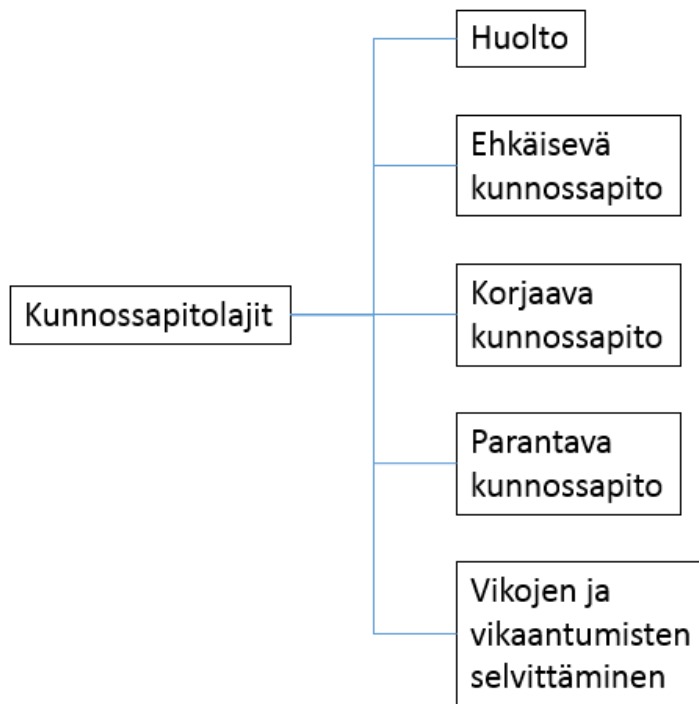 Huolto
Ehkäisevä
kunnossapito
Korjaava
kunnossapito
Kunnossapitolajit
Parantava
kunnossapito
Vikojen ja
vikaantumisten
selvittäminen